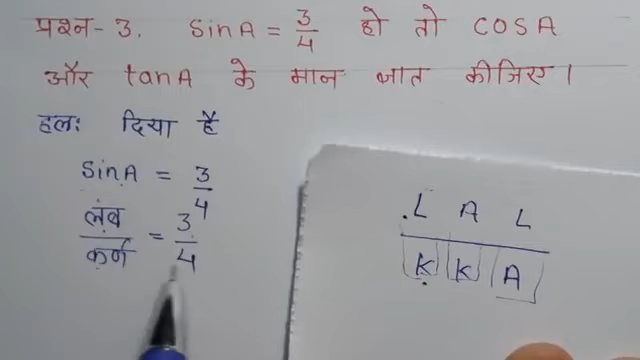 प्रश्न- 3. sinA = 3/4 हो तो COSA
और tanA के मान ज्ञात कीजिए।
हलः दिया है
sinA = 3/4
लंब/कर्ण = 3/4
.L A L
K K A